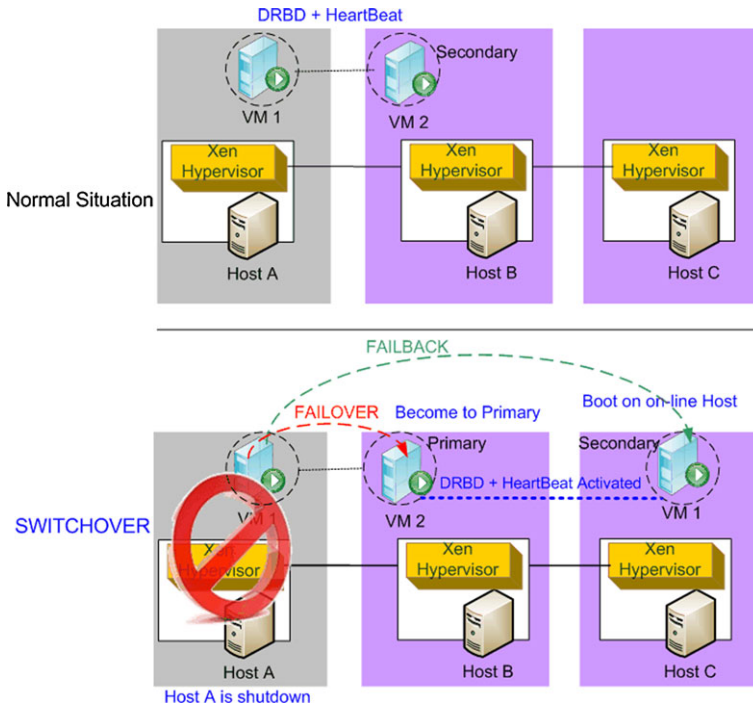 DRBD + HeartBeat
Secondary
VM 1
VM 2
Xen
Hypervisor
Xen
Hypervisor
Xen
Hypervisor
Normal Situation
Host A
Host B
Host C
FAILBACK
FAILOVER
Become to Primary
Boot on on-line Host
Primary
Secondary
DRBD + HeartBeat Activated
VM 1
VM 2
VM 1
SWITCHOVER
Xen
Hypervisor
Xen
Hypervisor
Xen
Hypervisor
Host A
Host B
Host C
Host A is shutdown